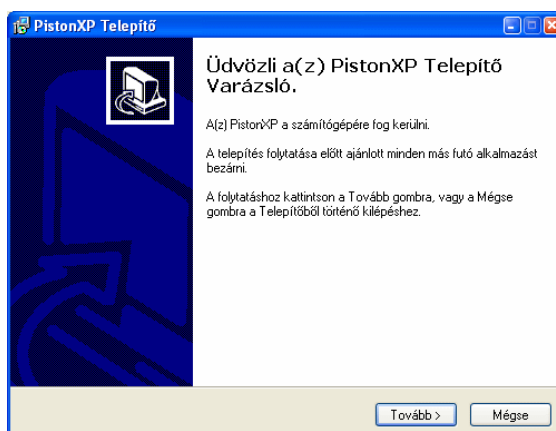 PistonXP Telepítő
Üdvözli a(z) PistonXP Telepítő
Varázsló.
A(z) PistonXP a számítógépére fog kerülni.
A telepítés folytatása előtt ajánlott minden más futó alkalmazást
bezárni.
A folytatáshoz kattintson a Tovább gombra, vagy a Mégse
gombra a Telepítőből történő kilépéshez.
Tovább >
Mégse